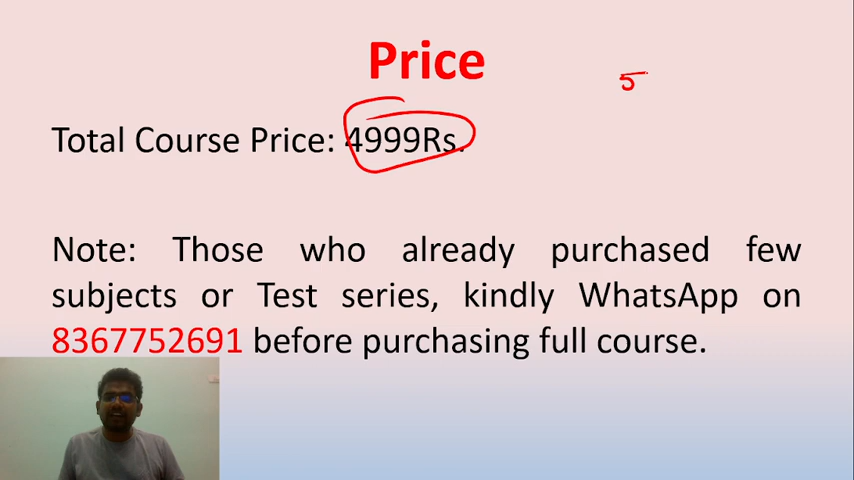 Price
5
Total Course Price: 4999Rs.
Note: Those who already purchased few
subjects or Test series, kindly WhatsApp on
8367752691 before purchasing full course.